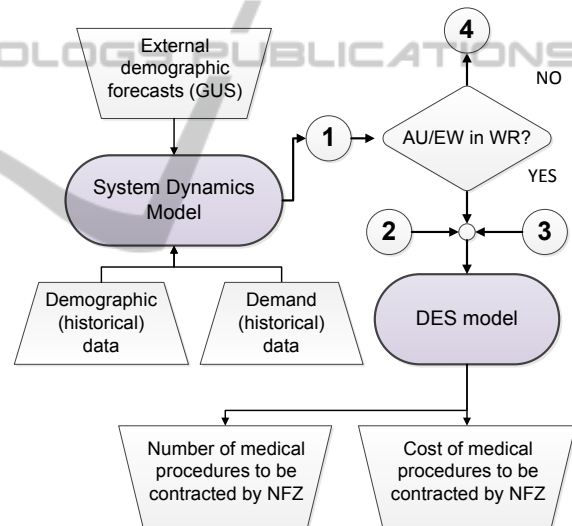 OLOGY PUBLICATIONS
External
demographic
forecasts (GUS)
4
NO
1
AU/EW in WR?
System Dynamics
Model
YES
2
3
Demographic
(historical)
data
Demand
(historical)
data
DES model
Number of medical
procedures to be
contracted by NFZ
Cost of medical
procedures to be
contracted by NFZ